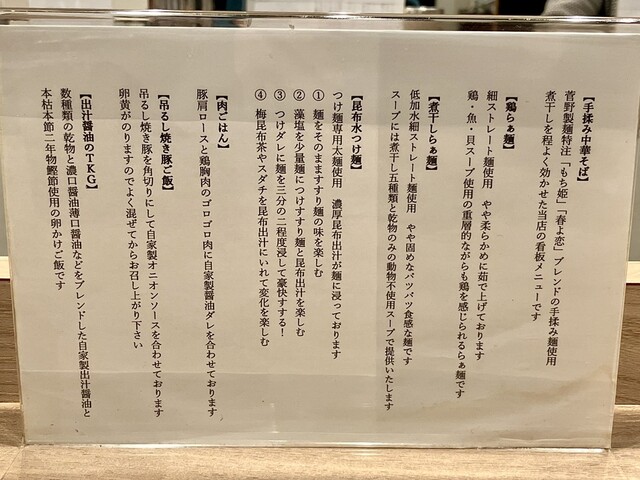 【手揉み中華そば】
菅野製麺特注「もち姫」「春よ恋」ブレンドの手揉み麺使用
煮干しを程よく効かせた当店の看板メニューです
【鶏らぁ麺】
細ストレート麺使用　やや柔らかめに茹で上げております
鶏・魚・貝スープ使用の重層的ながらも鶏を感じられるらぁ麺です
【煮干しらぁ麺】
低加水細ストレート麺使用　やや固めなパツパツ食感な麺です
スープには煮干し五種類と乾物のみの動物不使用スープで提供いたします
【昆布水つけ麺】
つけ麺専用太麺使用　濃厚昆布出汁が麺に浸っております
① 麺をそのまますすり麺の味を楽しむ
② 藻塩を少量麺につけすすり麺と昆布出汁を楽しむ
③ つけダレに麺を三分の二程度浸して豪快すする！
④ 梅昆布茶やスダチを昆布出汁にいれて変化を楽しむ
【肉ごはん】
豚肩ロースと鶏胸肉のゴロゴロ肉に自家製醤油ダレを合わせております
【吊るし焼き豚ご飯】
吊るし焼き豚を角切りにして自家製オニオンソースを合わせております
卵黄がのりますのでよく混ぜてからお召し上がり下さい
【出汁醤油のTKG】
数種類の乾物と濃口醤油薄口醤油などをブレンドした自家製出汁醤油と
本枯本節二年物鰹節使用の卵かけご飯です